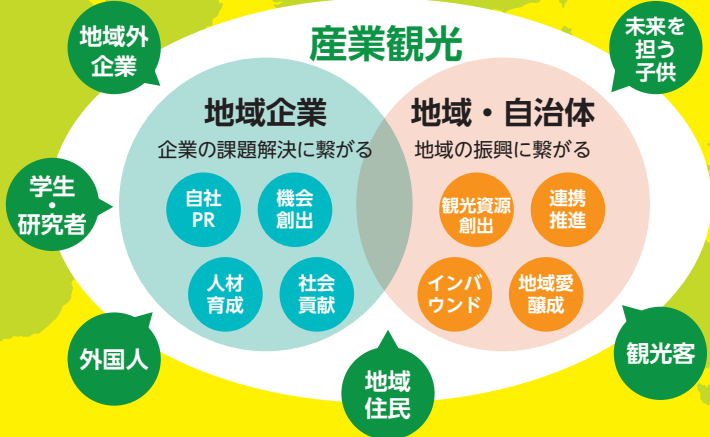 産業観光
地域外
企業
未来を
担う
子供
地域企業
企業の課題解決に繋がる
自社
PR
機会
創出
人材
育成
社会
貢献
地域・自治体
地域の振興に繋がる
観光資源
創出
連携
推進
インバ
ウンド
地域愛
醸成
学生
・
研究者
外国人
地域
住民
観光客